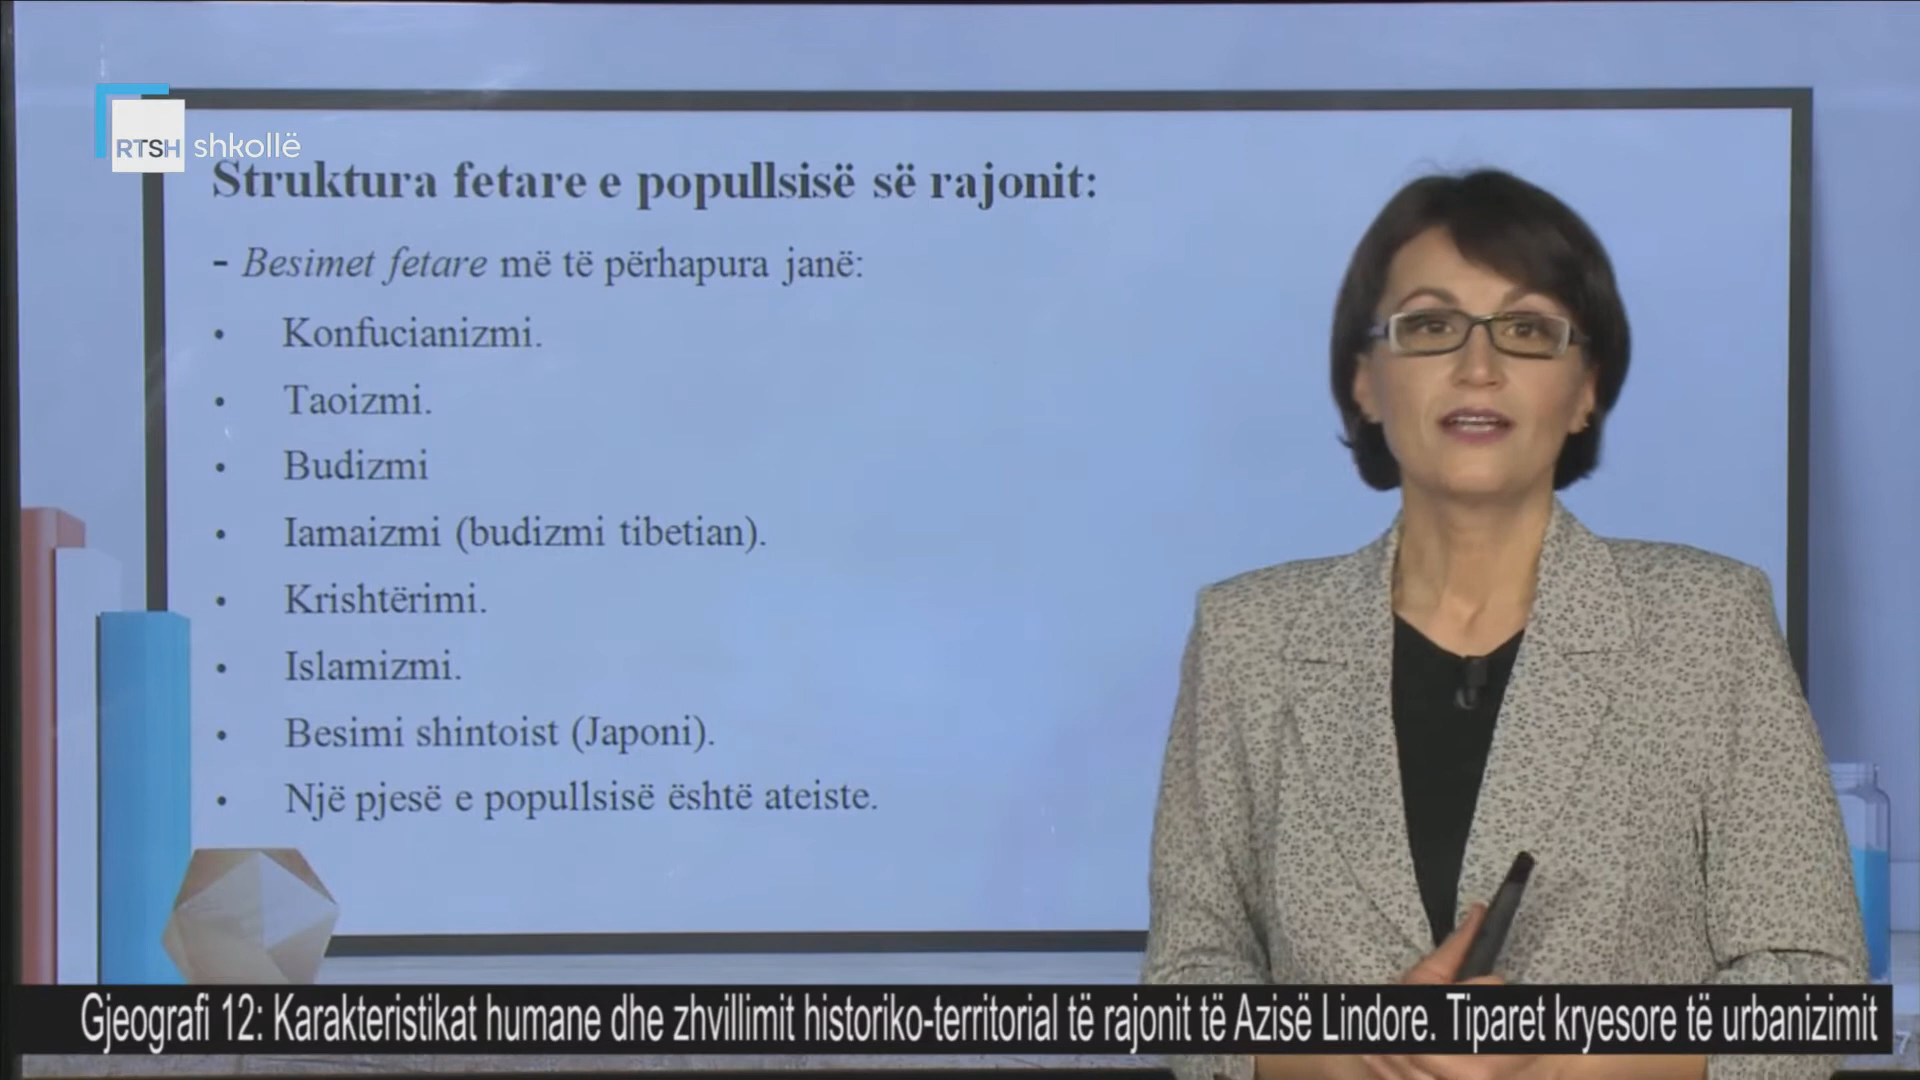 RTSH shkollë
Struktura fetare e popullsisë së rajonit:
- Besimet fetare më të përhapura janë:
• Konfucianizmi.
• Taoizmi.
• Budizmi
• Iamaizmi (budizmi tibetian).
• Krishtërimi.
• Islamizmi.
• Besimi shintoist (Japoni).
• Një pjesë e popullsisë është ateiste.
Gjeografi 12: Karakteristikat humane dhe zhvillimit historiko-territorial të rajonit të Azisë Lindore. Tiparet kryesore të urbanizimit